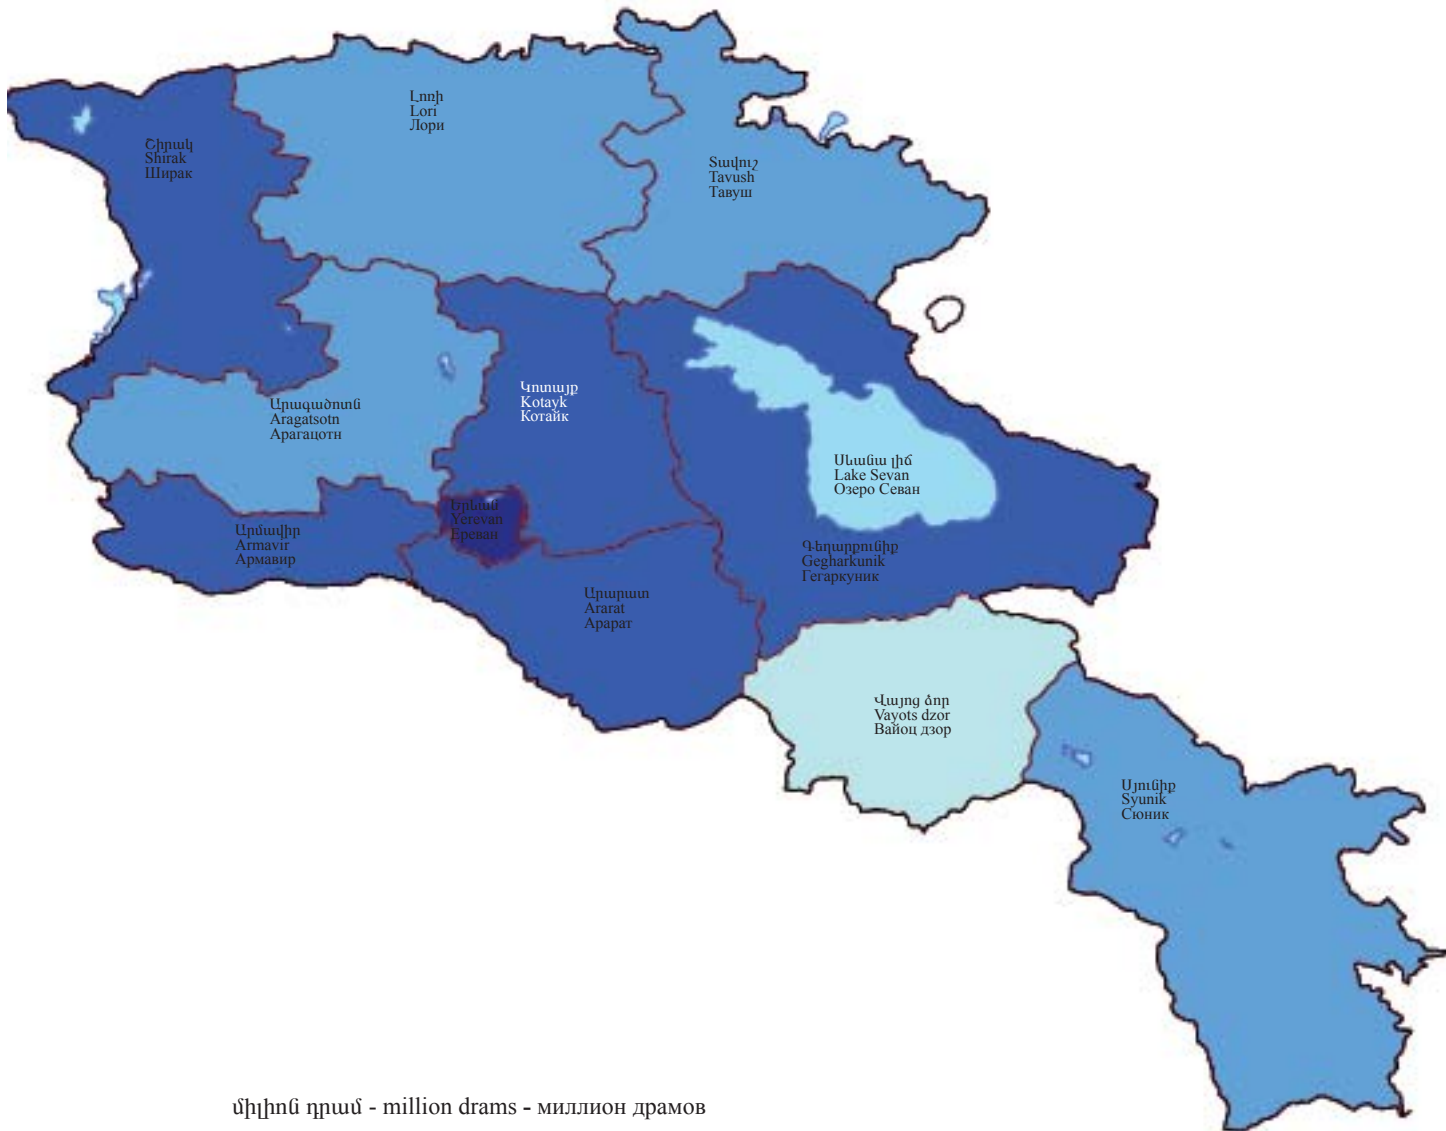 Լոռի
Lori
Лори
Շիրակ
Shirak
Ширак
Տավուշ
Tavush
Тавуш
Կոտայք
Kotayk
Котайк
Արագածոտն
Aragatsotn
Арагацотн
Սևանա լիճ
Lake Sevan
Озеро Севан
Երևան
Yerevan
Ереван
Արմավիր
Armavir
Армавир
Գեղարքունիք
Gegharkunik
Гегаркуник
Արարատ
Ararat
Арарат
Վայոց ձոր
Vayots dzor
Вайоц дзор
Սյունիք
Syunik
Сюник
միլիոն դրամ - million drams - миллион драмов